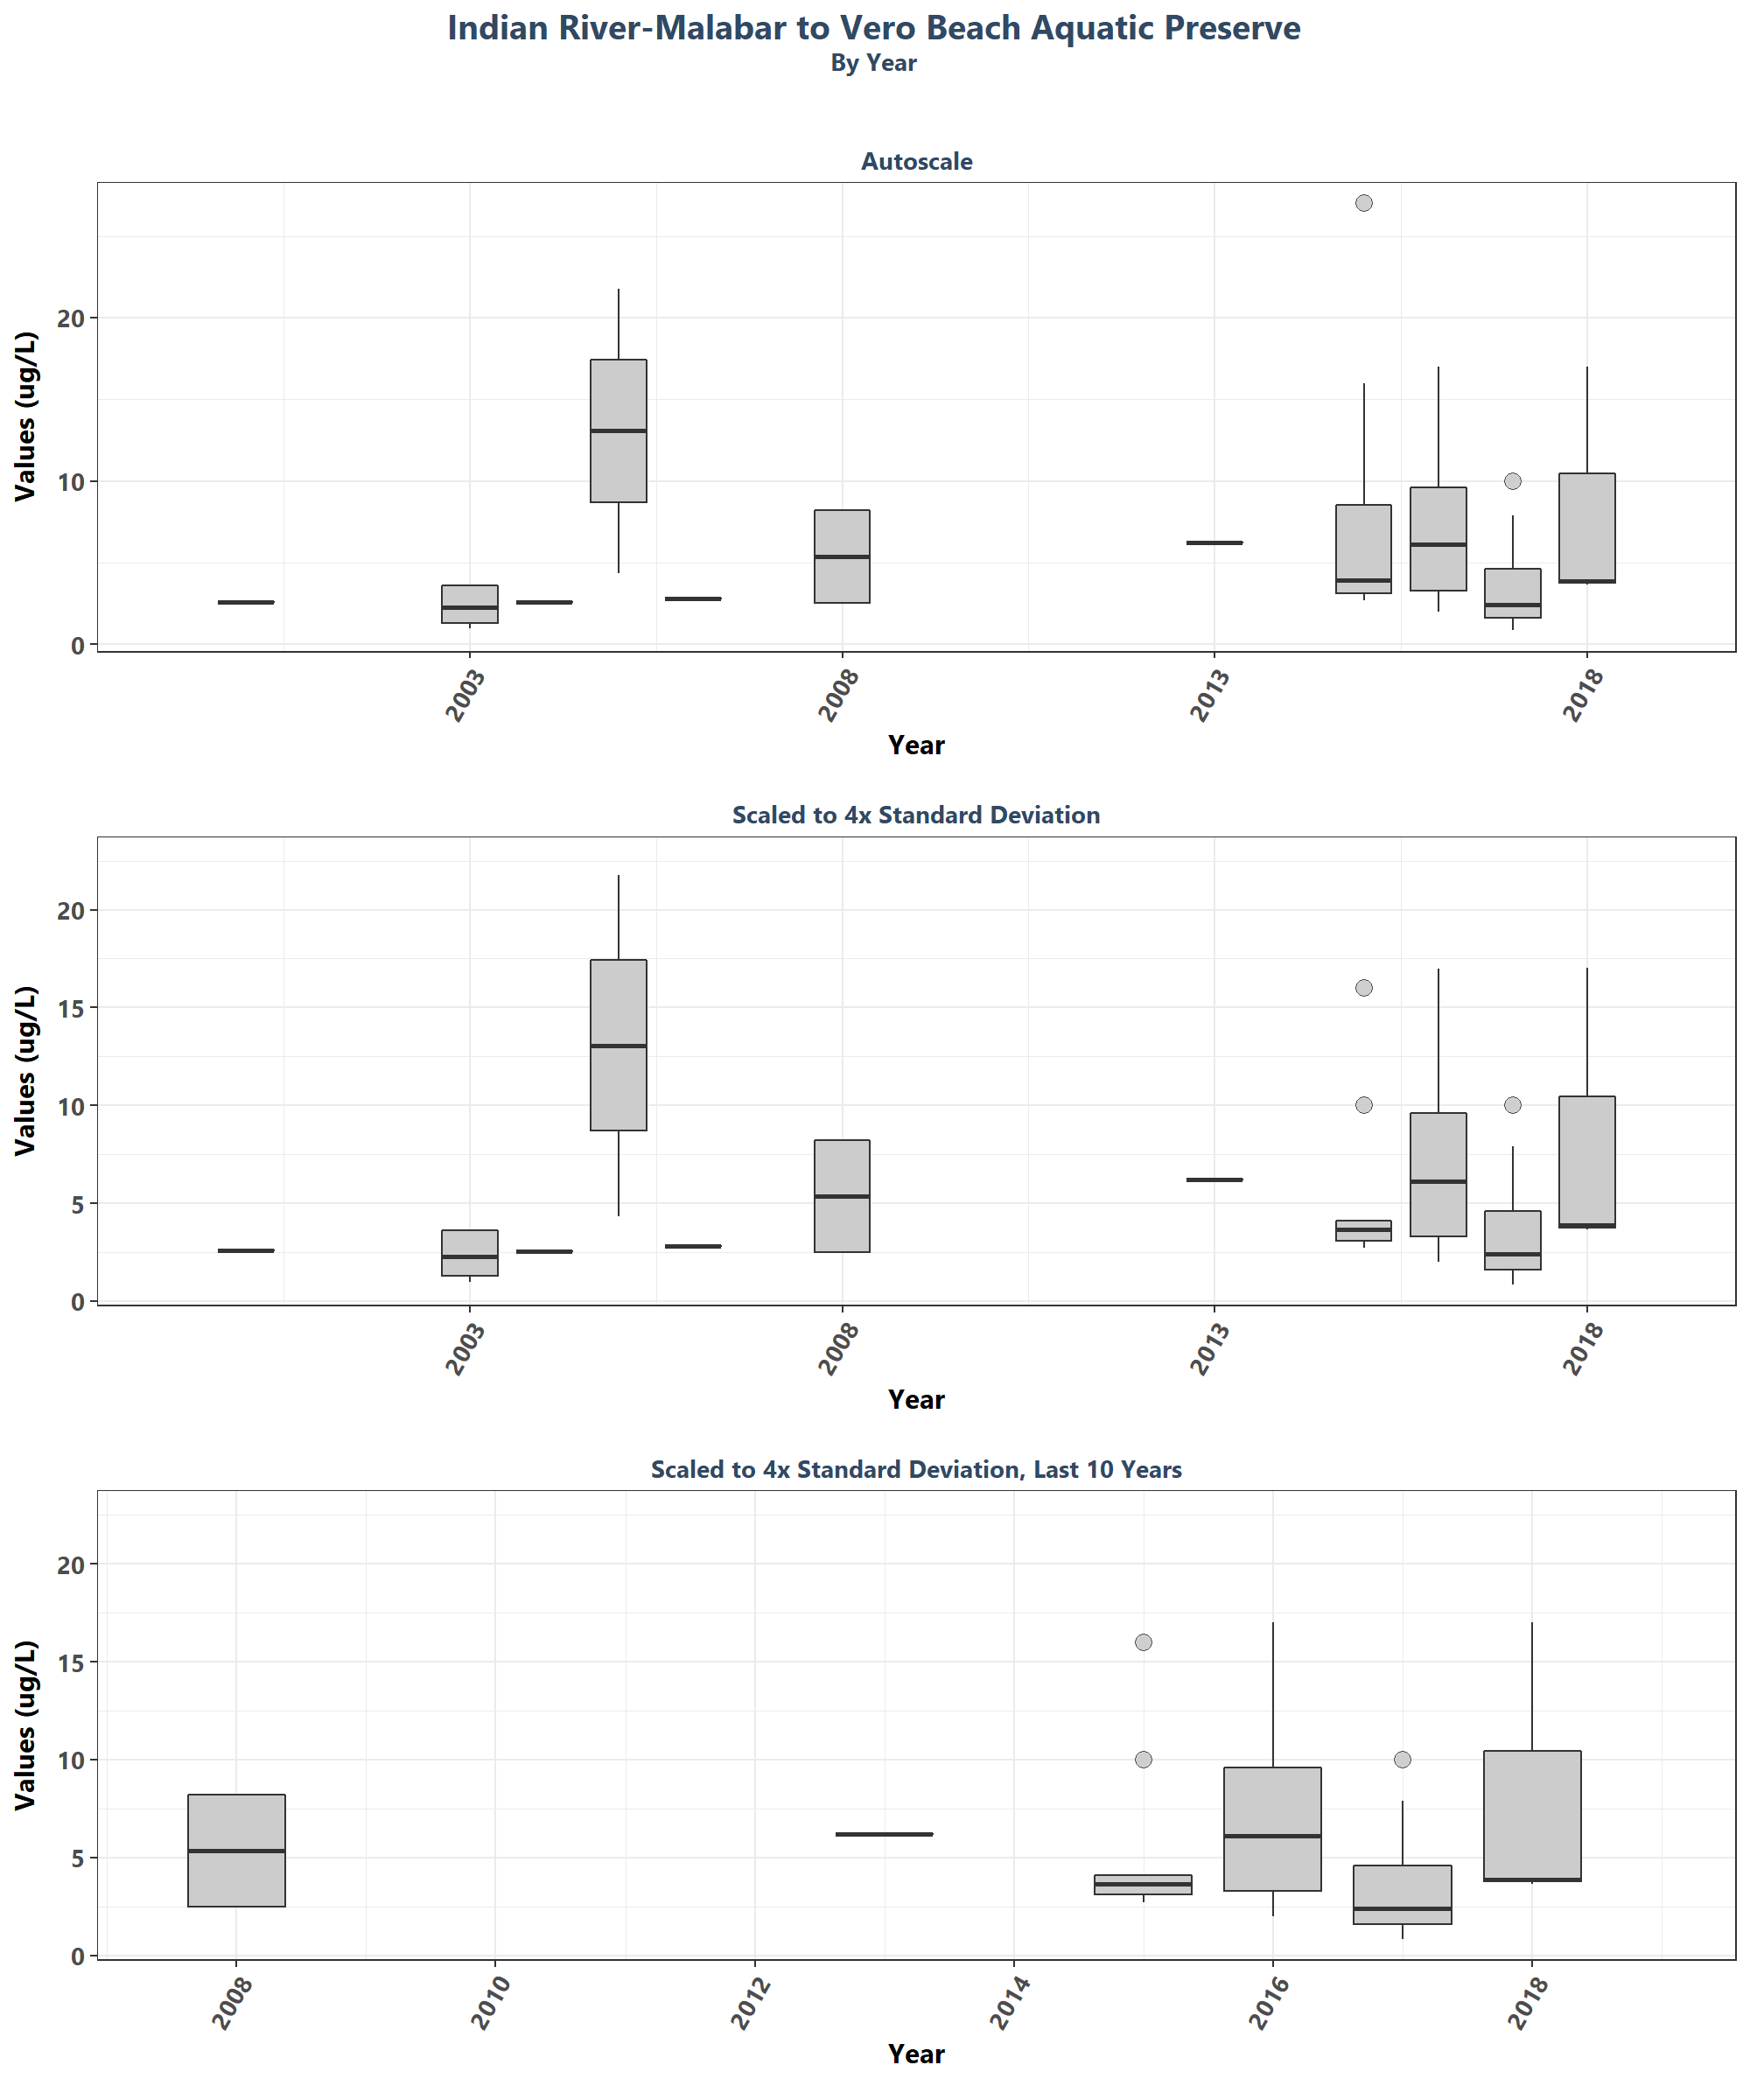 Indian River-Malabar to Vero Beach Aquatic Preserve
By Year
Autoscale
Values (ug/L)
20
10
0
2003
2008
2013
2018
Year
Scaled to 4x Standard Deviation
Values (ug/L)
20
15
10
5
0
2003
2008
2013
2018
Year
Scaled to 4x Standard Deviation, Last 10 Years
Values (ug/L)
20
15
10
5
0
2008
2010
2012
2014
2016
2018
Year